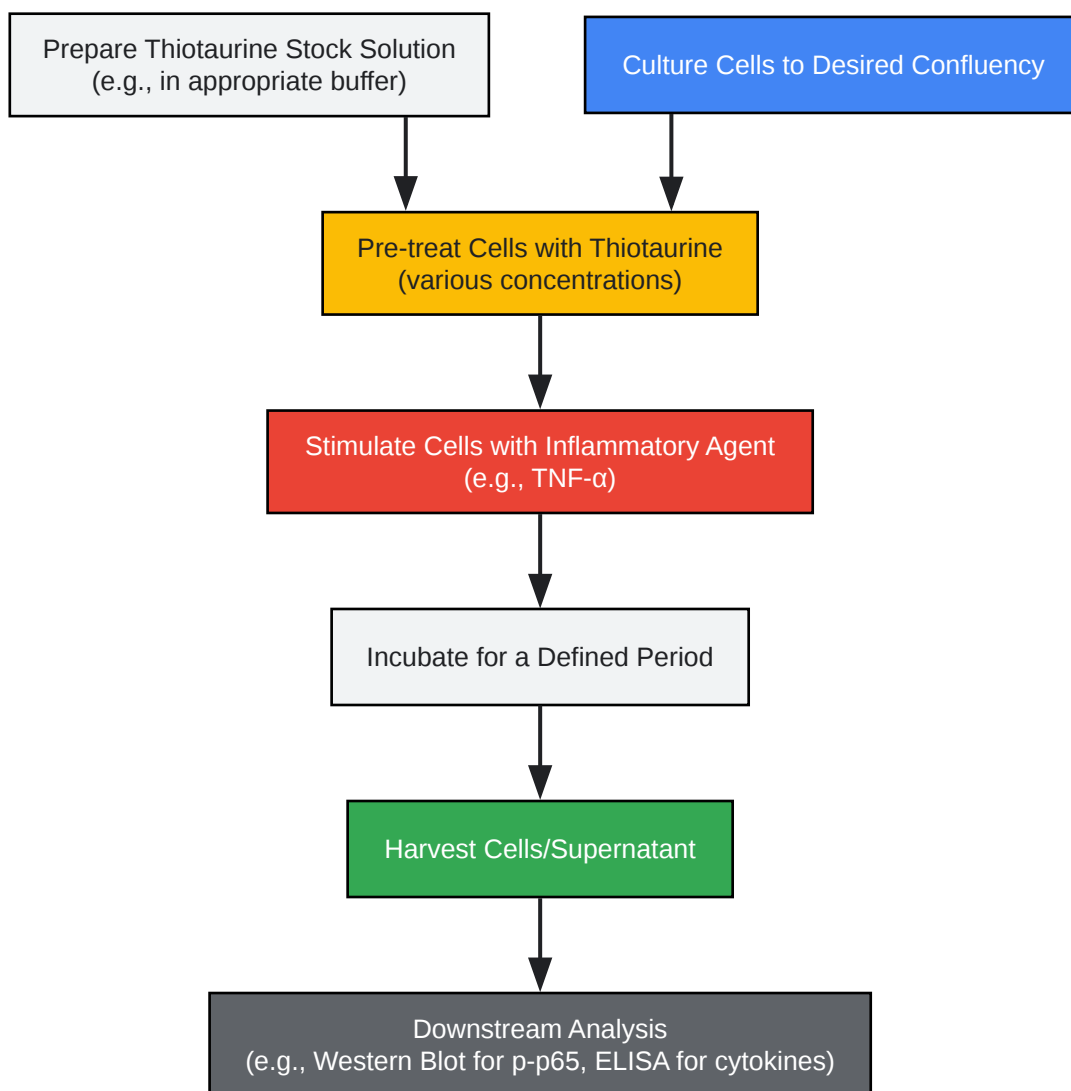 Prepare Thiotaurine Stock Solution
(e.g., in appropriate buffer)
Culture Cells to Desired Confluency
Pre-treat Cells with Thiotaurine
(various concentrations)
Stimulate Cells with Inflammatory Agent
(e.g., TNF-α)
Incubate for a Defined Period
Harvest Cells/Supernatant
Downstream Analysis
(e.g., Western Blot for p-p65, ELISA for cytokines)